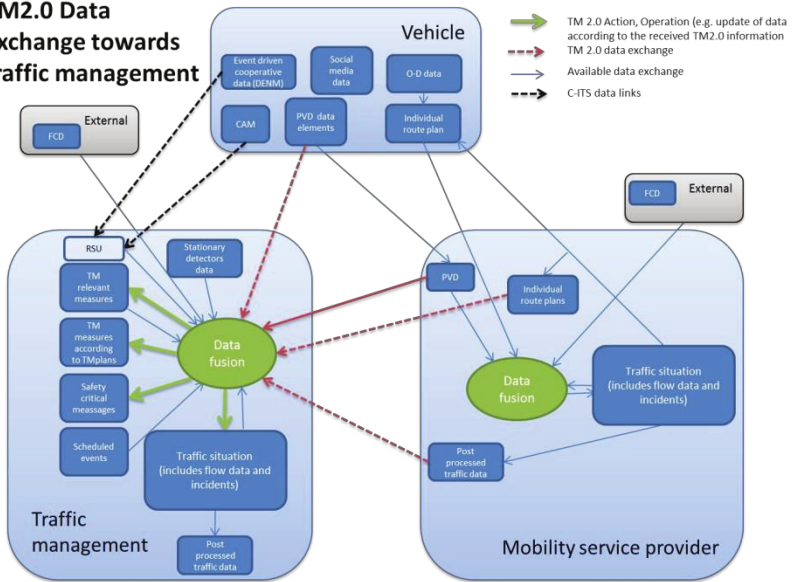 TM2.0 Data
exchange towards
traffic management
Vehicle
Event driven
cooperative
data (DENM)
Social
media
data
O-D data
CAM
PVD data
elements
Individual
route plan
TM 2.0 Action, Operation (e.g. update of data
according to the received TM2.0 information
TM 2.0 data exchange
Available data exchange
C-ITS data links
External
FCD
External
FCD
RSU
Stationary
detectors
data
TM
relevant
measures
TM
measures
according
to TMplans
Safety
critical
meassages
Scheduled
events
Data
fusion
Traffic situation
(includes flow data and
incidents)
Post
processed
traffic data
Traffic
management
PVD
Individual
route plans
Data
fusion
Traffic situation
(includes flow data and
incidents)
Post
processed
traffic data
Mobility service provider